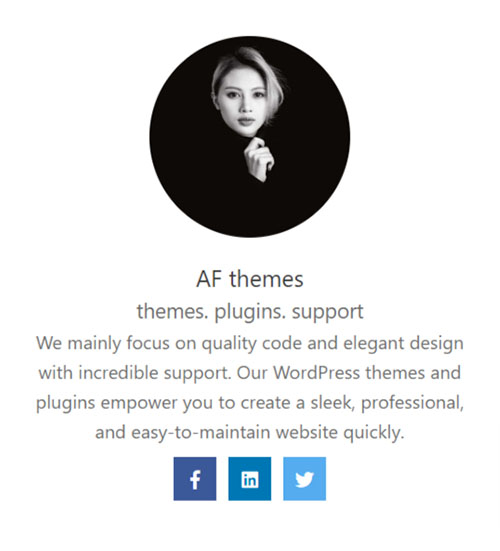 AF themes
themes. plugins. support
We mainly focus on quality code and elegant design
with incredible support. Our WordPress themes and
plugins empower you to create a sleek, professional,
and easy-to-maintain website quickly.